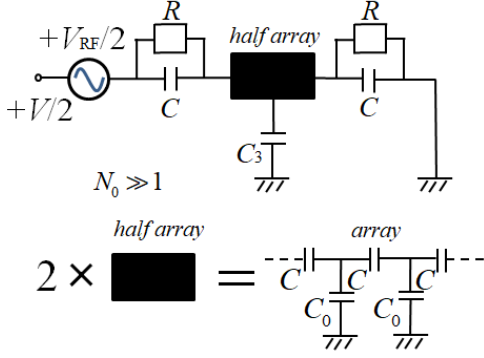 R R
+V_RF/2 half array
+V/2 C C
C_3
N_0 ≫ 1
half array array
2 × = C C C
C_0 C_0